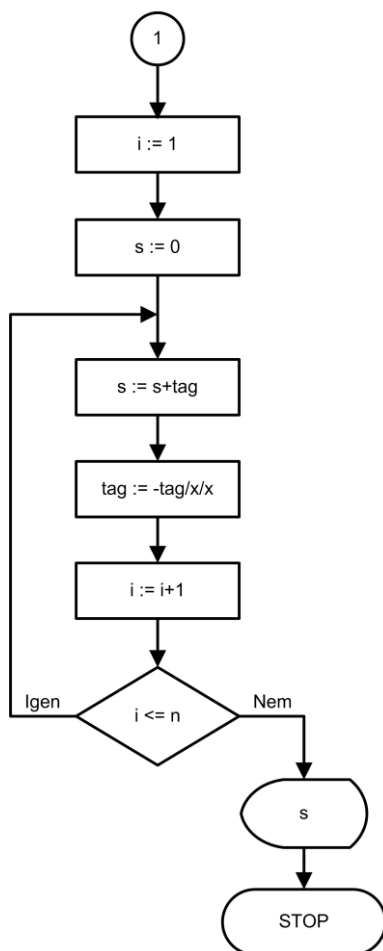 1
i := 1
s := 0
s := s+tag
tag := -tag/x/x
i := i+1
Igen
i <= n
Nem
s
STOP